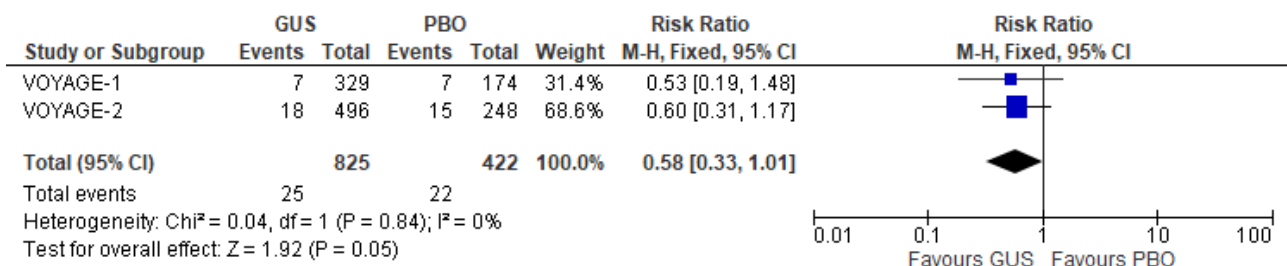 GUS PBO Risk Ratio Risk Ratio
Study or Subgroup Events Total Events Total Weight M-H, Fixed, 95% CI M-H, Fixed, 95% CI
VOYAGE-1 7 329 7 174 31.4% 0.53 [0.19, 1.48]
VOYAGE-2 18 496 15 248 68.6% 0.60 [0.31, 1.17]
Total (95% CI) 825 422 100.0% 0.58 [0.33, 1.01]
Total events 25 22
Heterogeneity: Chi² = 0.04, df = 1 (P = 0.84); I² = 0%
Test for overall effect: Z = 1.92 (P = 0.05)
0.01 0.1 1 10 100
Favours GUS Favours PBO